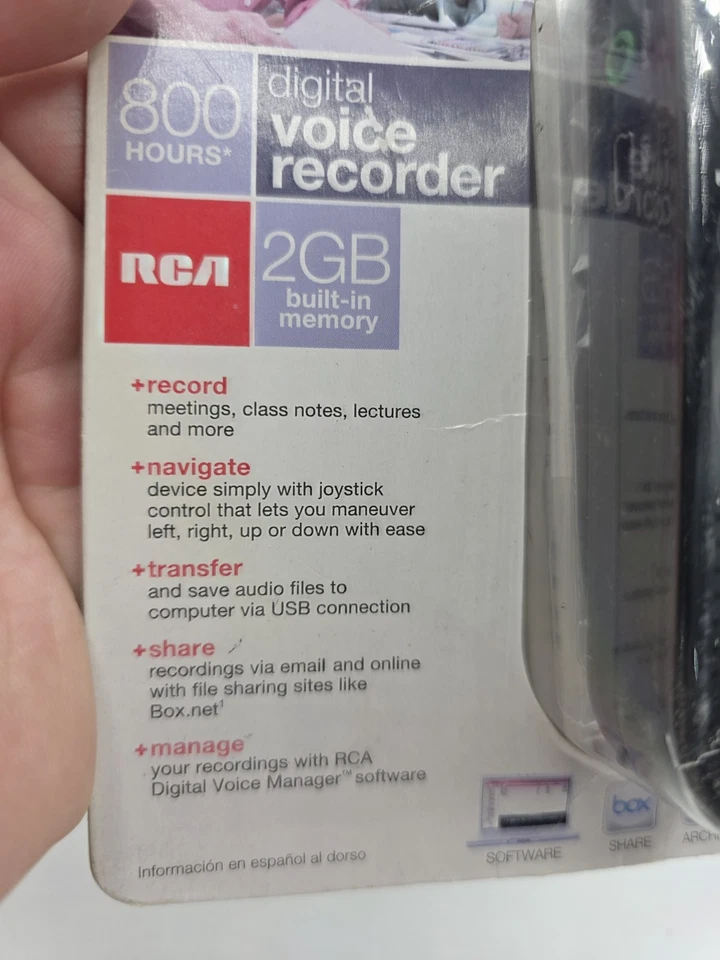 800
HOURS*
digital
voice
recorder
RCA
2GB
built-in
memory
+record
meetings, class notes, lectures
and more
+navigate
device simply with joystick
control that lets you maneuver
left, right, up or down with ease
+transfer
and save audio files to
computer via USB connection
+share
recordings via email and online
with file sharing sites like
Box.net¹
+manage
your recordings with RCA
Digital Voice Manager™ software
Información en español al dorso
SOFTWARE
box
SHARE